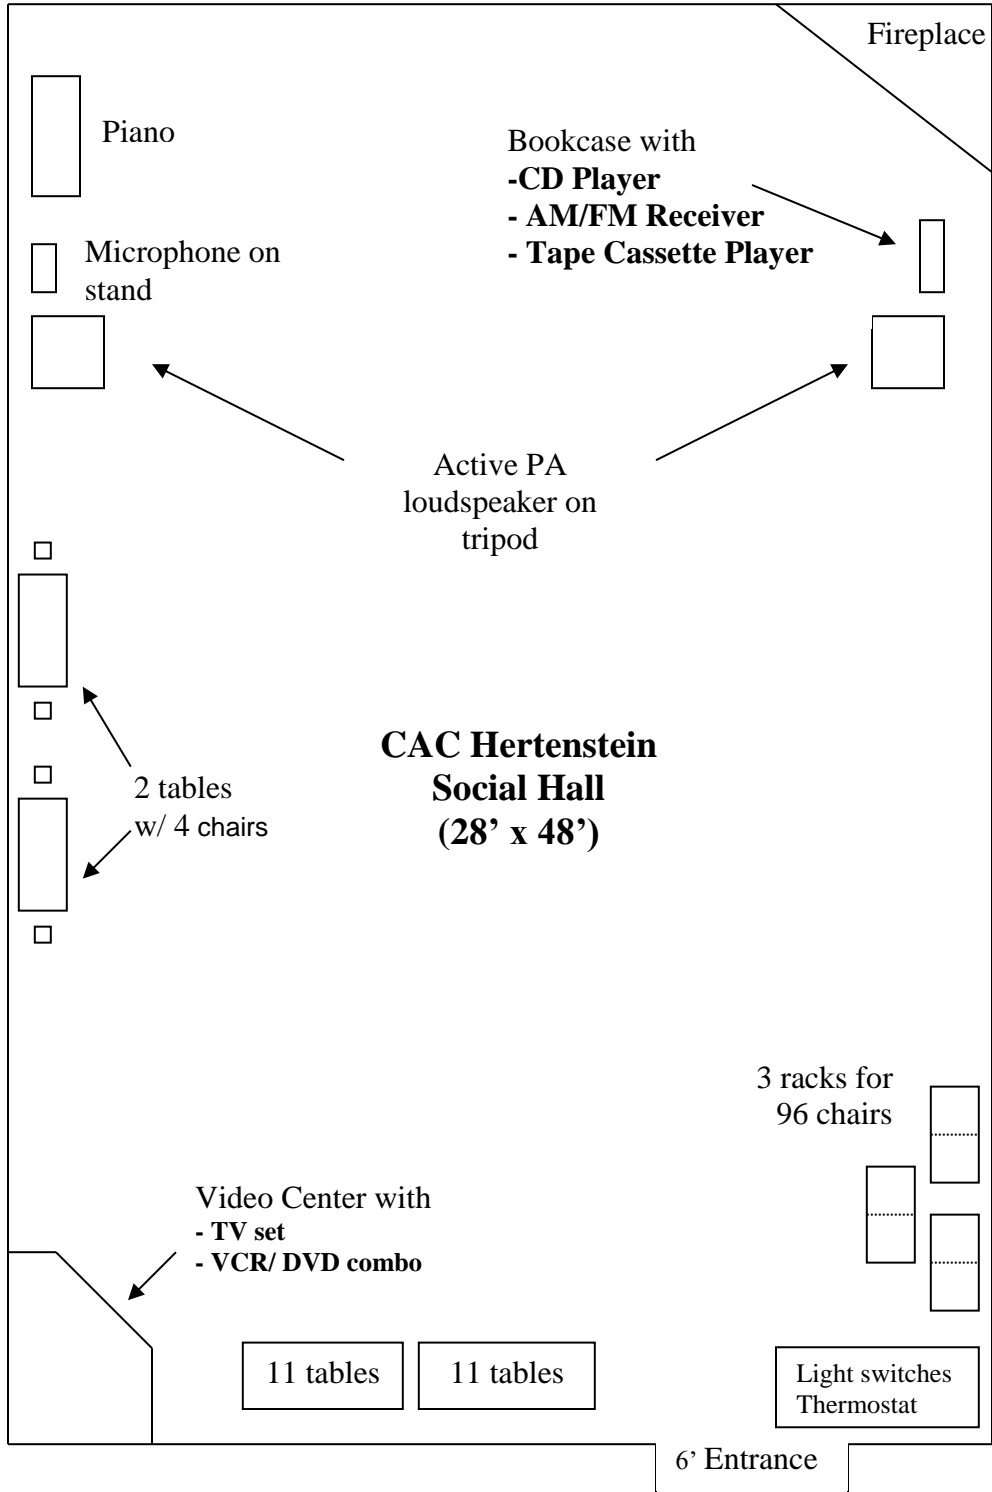 Fireplace
Piano
Bookcase with
-CD Player
- AM/FM Receiver
- Tape Cassette Player
Microphone on
stand
Active PA
loudspeaker on
tripod
CAC Hertenstein
Social Hall
(28’ x 48’)
2 tables
w/ 4 chairs
3 racks for
96 chairs
Video Center with
- TV set
- VCR/ DVD combo
11 tables
11 tables
Light switches
Thermostat
6’ Entrance